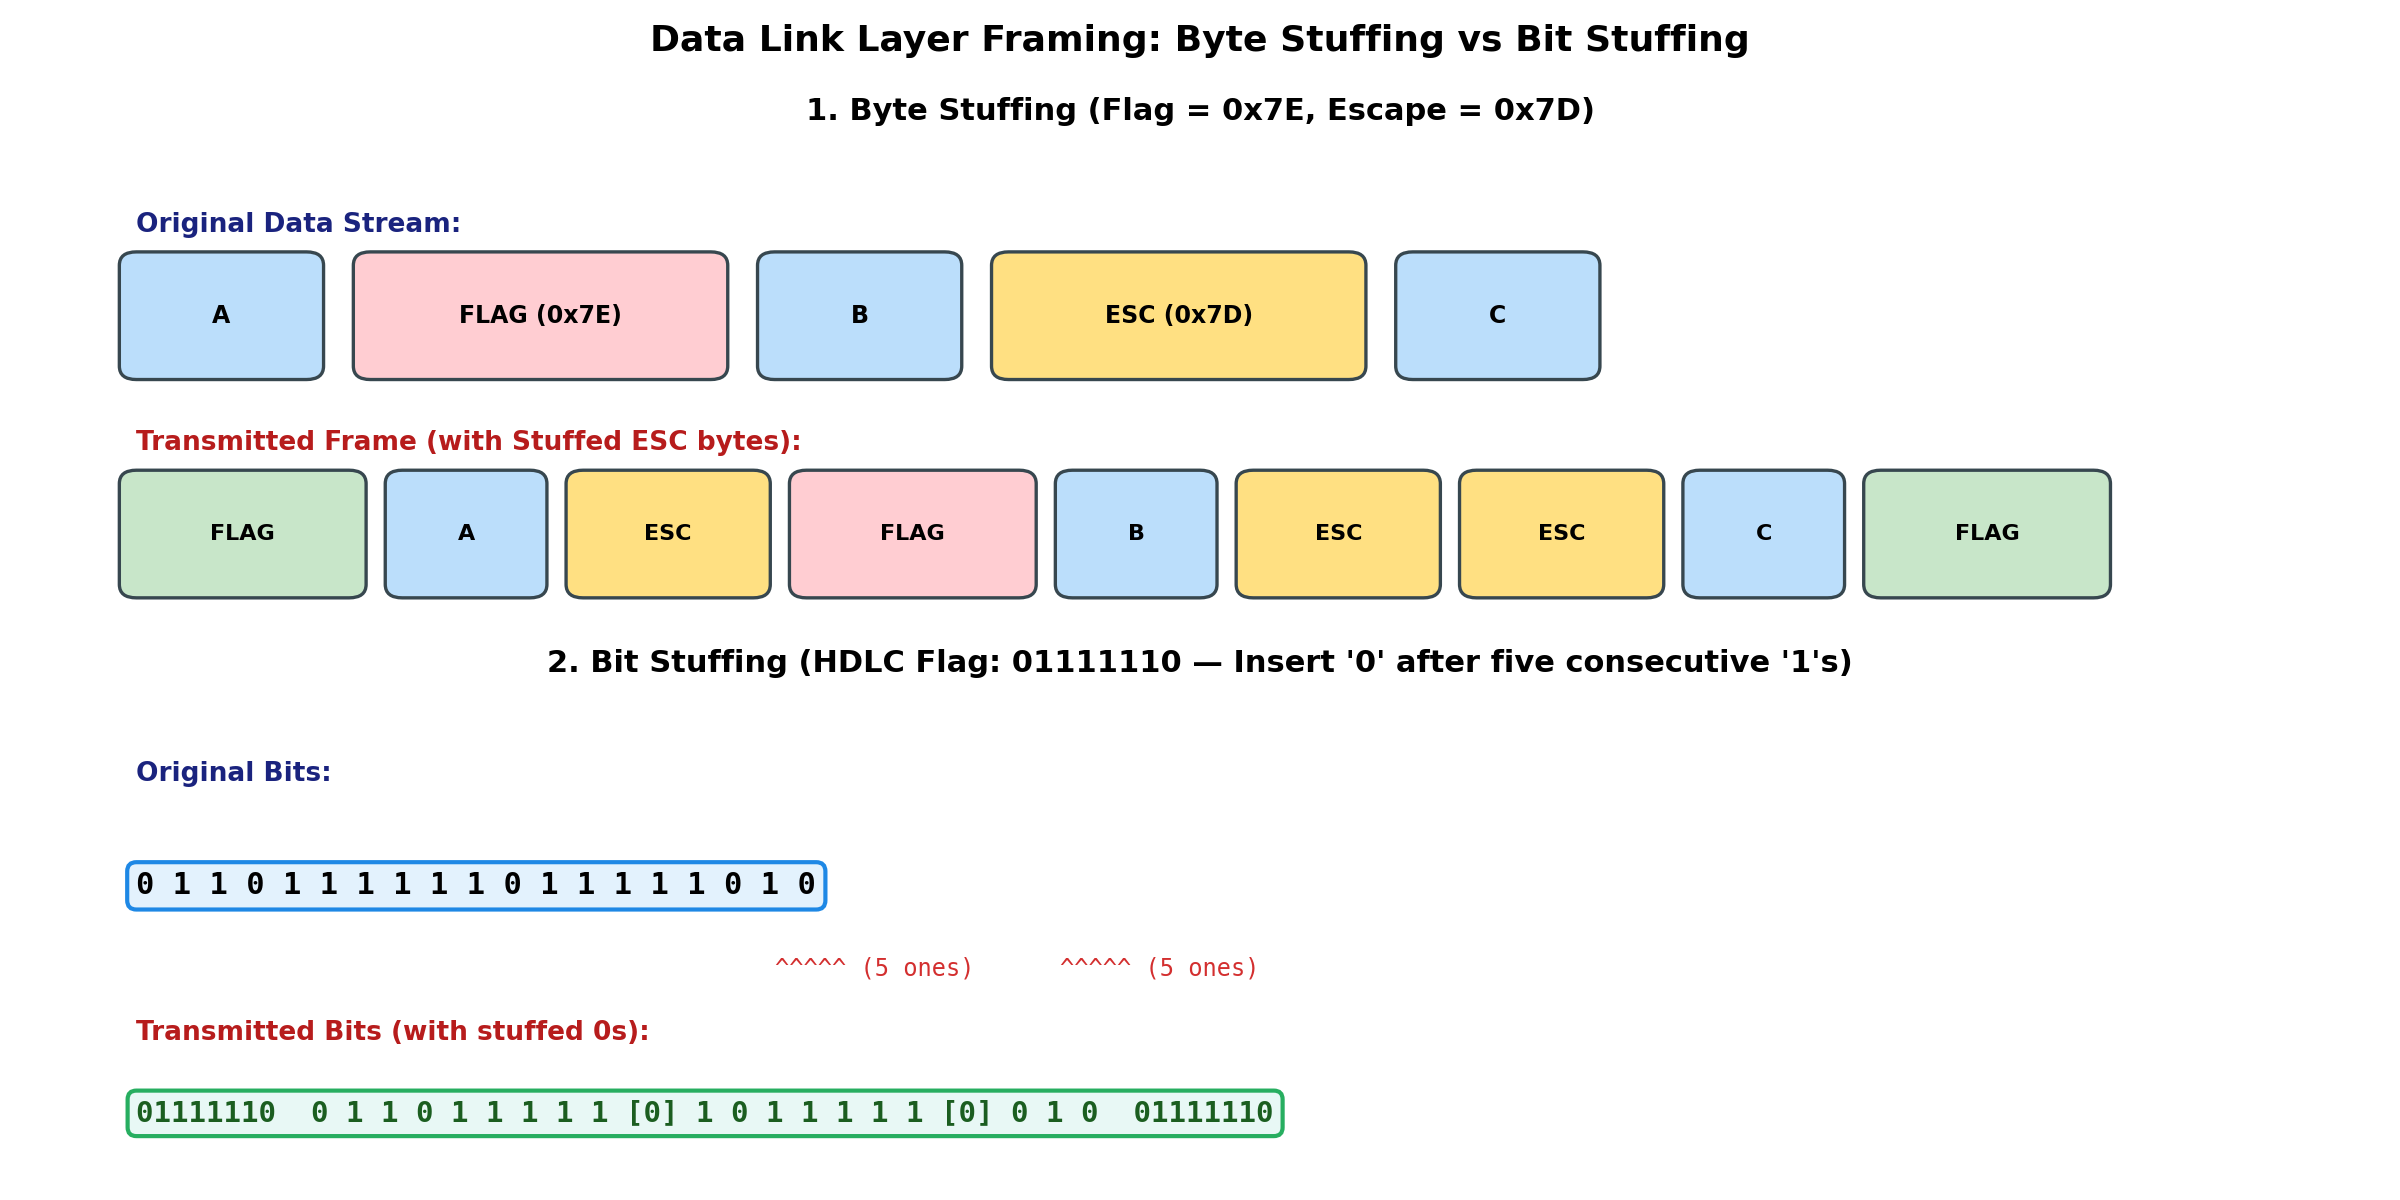 Data Link Layer Framing: Byte Stuffing vs Bit Stuffing
1. Byte Stuffing (Flag = 0x7E, Escape = 0x7D)
Original Data Stream:
A FLAG (0x7E) B ESC (0x7D) C
Transmitted Frame (with Stuffed ESC bytes):
FLAG A ESC FLAG B ESC ESC C FLAG
2. Bit Stuffing (HDLC Flag: 01111110 — Insert '0' after five consecutive '1's)
Original Bits:
0 1 1 0 1 1 1 1 1 1 0 1 1 1 1 1 0 1 0
^^^^^ (5 ones) ^^^^^ (5 ones)
Transmitted Bits (with stuffed 0s):
01111110 0 1 1 0 1 1 1 1 1 [0] 1 0 1 1 1 1 1 [0] 0 1 0 01111110